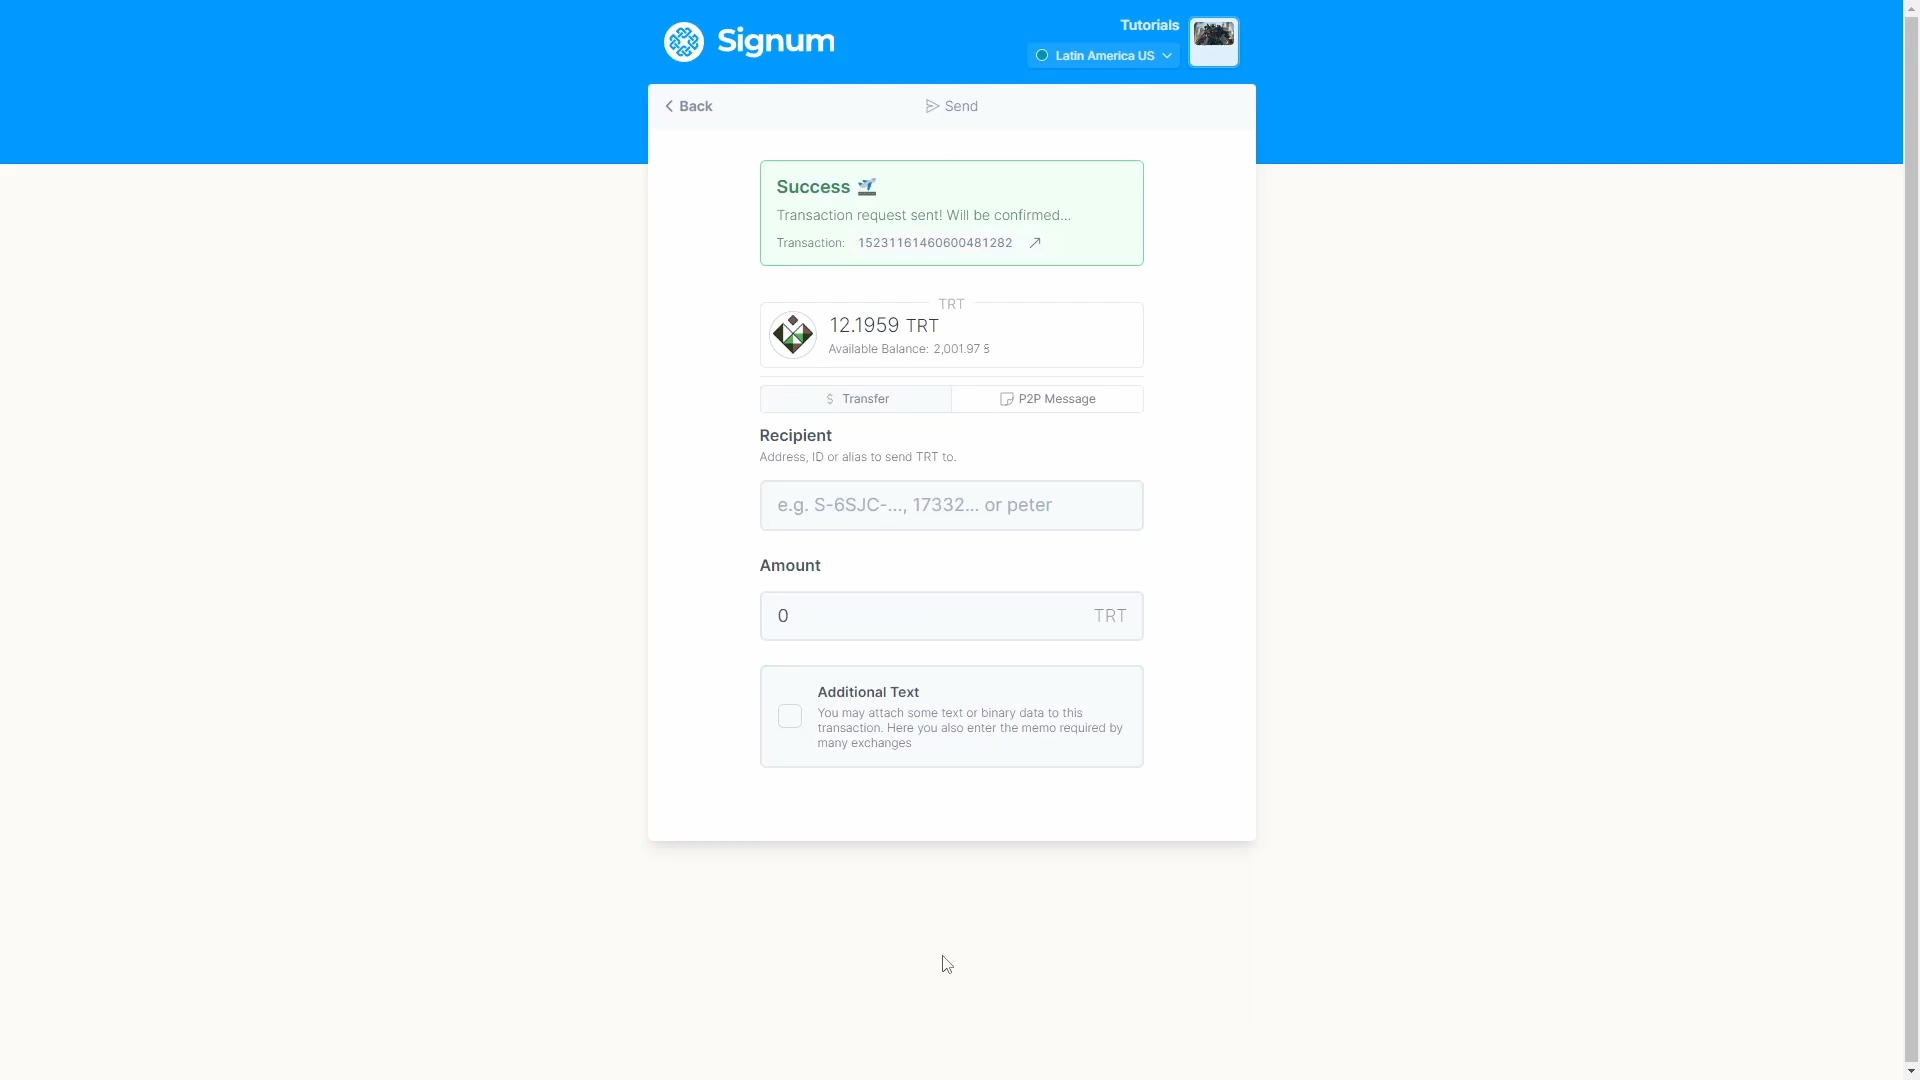 Signum
Tutorials
Latin America US
Back
Send
Success
Transaction request sent! Will be confirmed...
Transaction: 15231161460600481282
TRT
12.1959 TRT
Available Balance: 2,001.97 Ꞩ
$ Transfer
P2P Message
Recipient
Address, ID or alias to send TRT to.
e.g. S-6SJC-..., 17332... or peter
Amount
0 TRT
Additional Text
You may attach some text or binary data to this
transaction. Here you also enter the memo required by
many exchanges